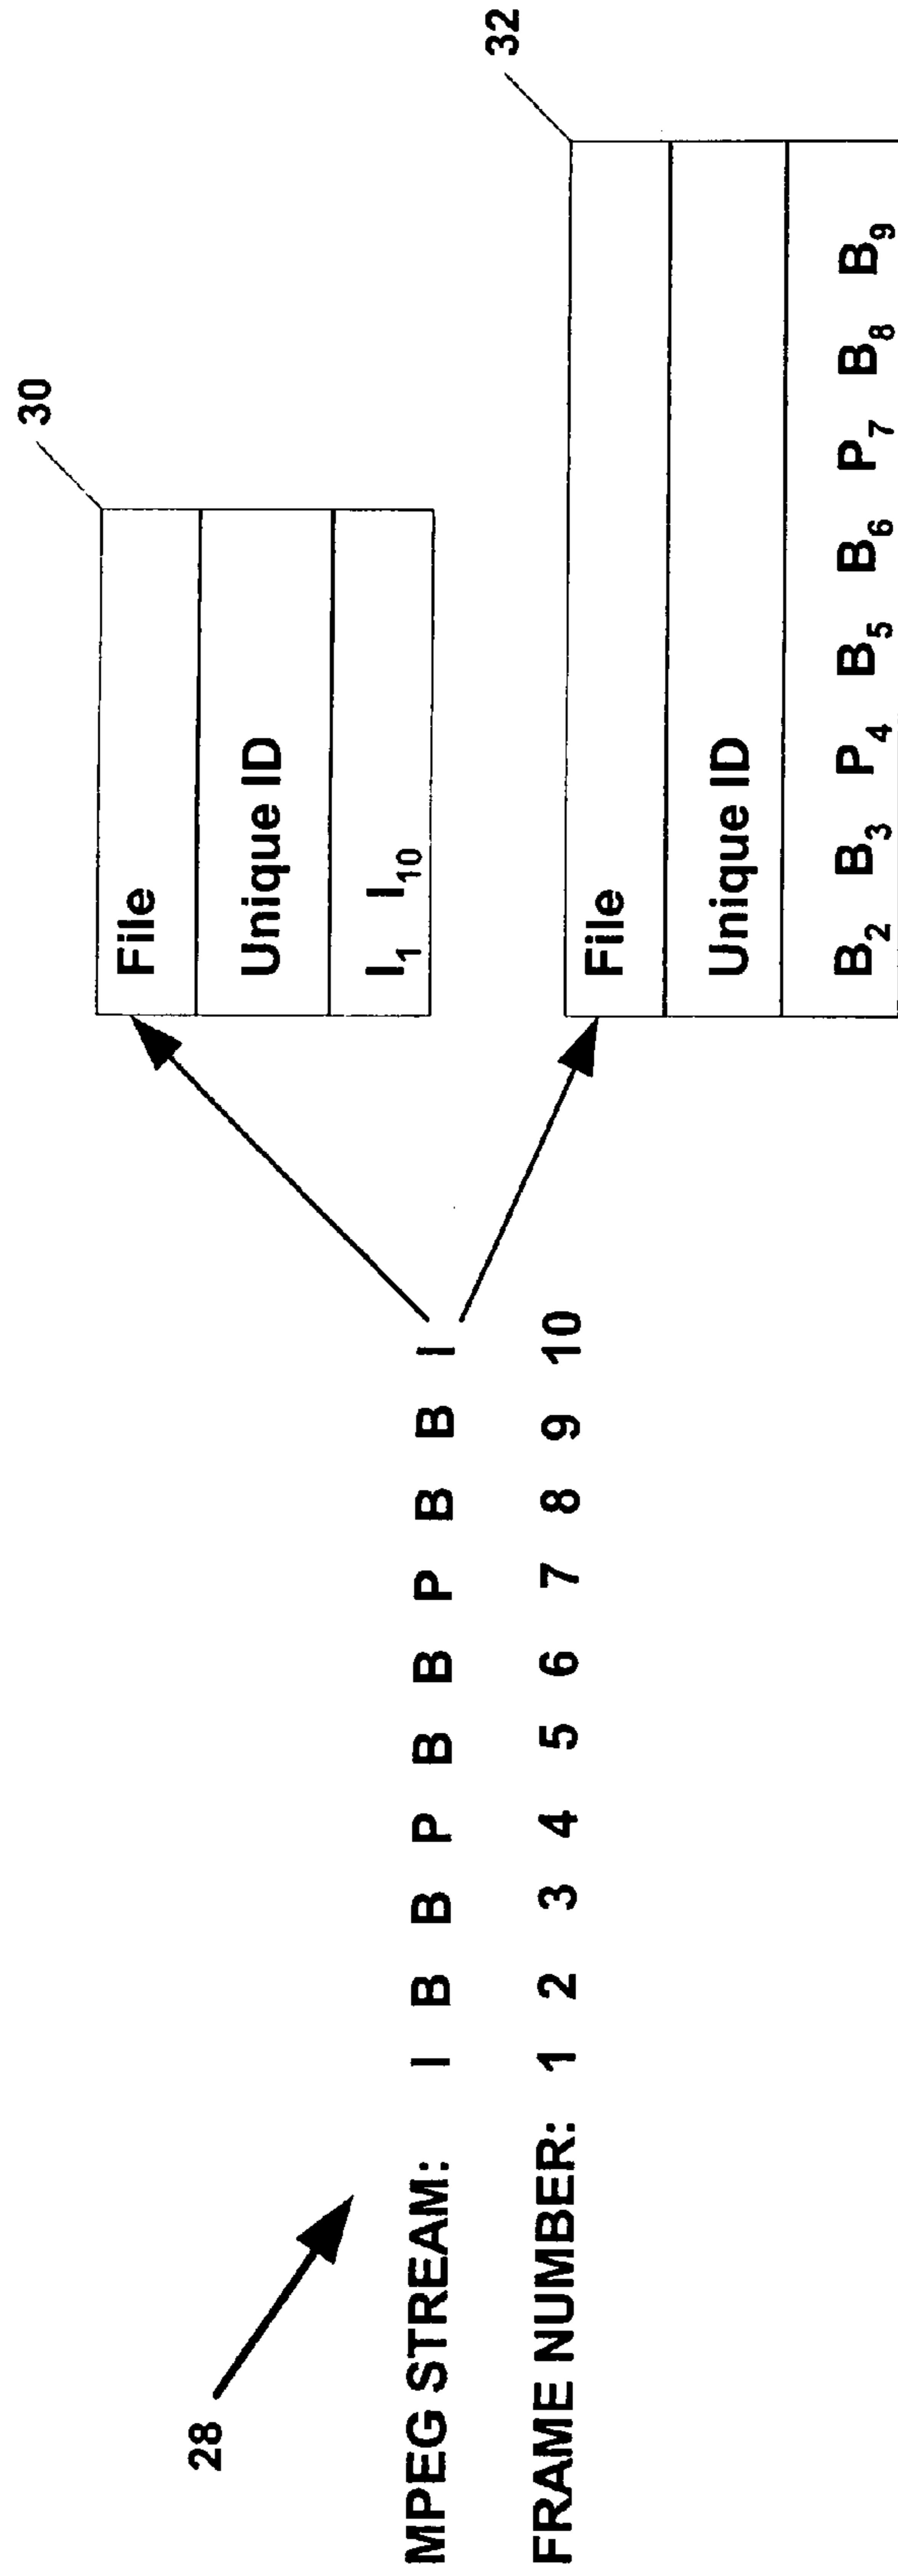 28
MPEG STREAM: I B B P B B P B B I
FRAME NUMBER: 1 2 3 4 5 6 7 8 9 10
30
File
Unique ID
I₁ I₁₀
32
File
Unique ID
B₂ B₃ P₄ B₅ B₆ P₇ B₈ B₉